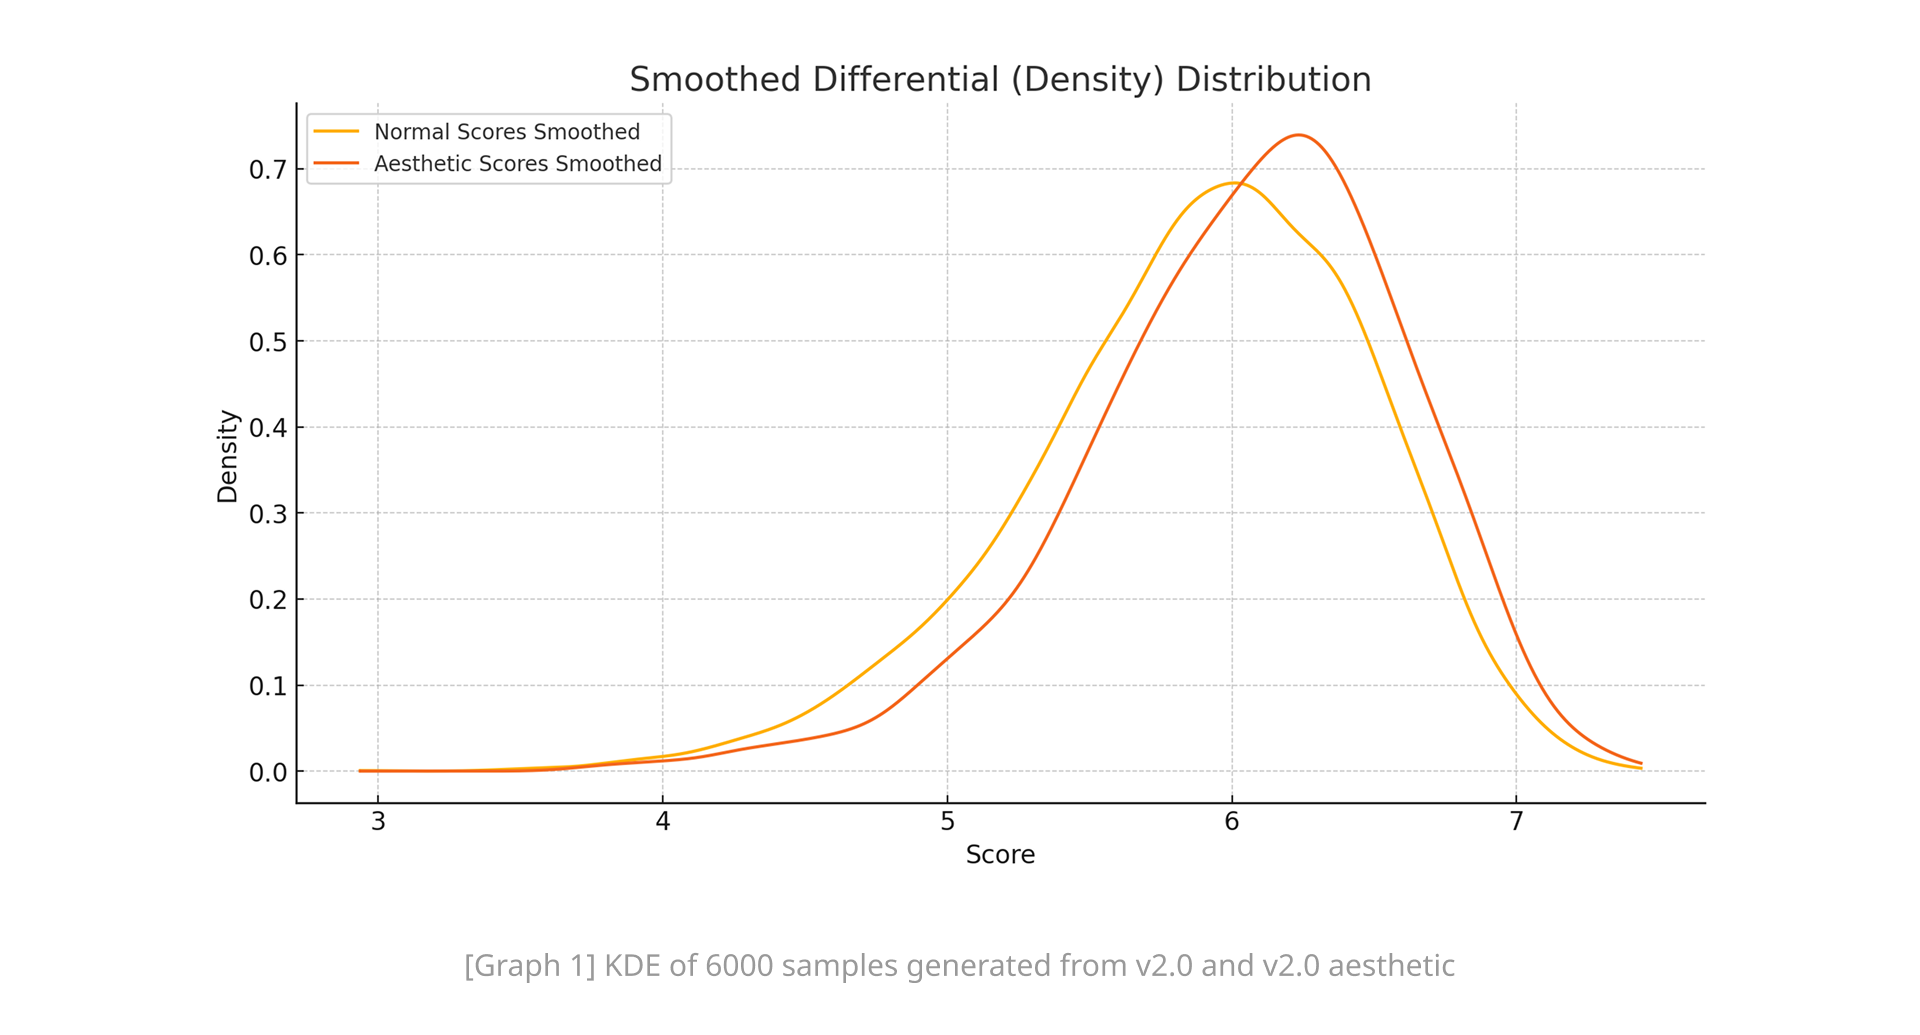 Smoothed Differential (Density) Distribution
Normal Scores Smoothed
Aesthetic Scores Smoothed
0.7
0.6
0.5
0.4
0.3
0.2
0.1
0.0
Density
3 4 5 6 7
Score
[Graph 1] KDE of 6000 samples generated from v2.0 and v2.0 aesthetic